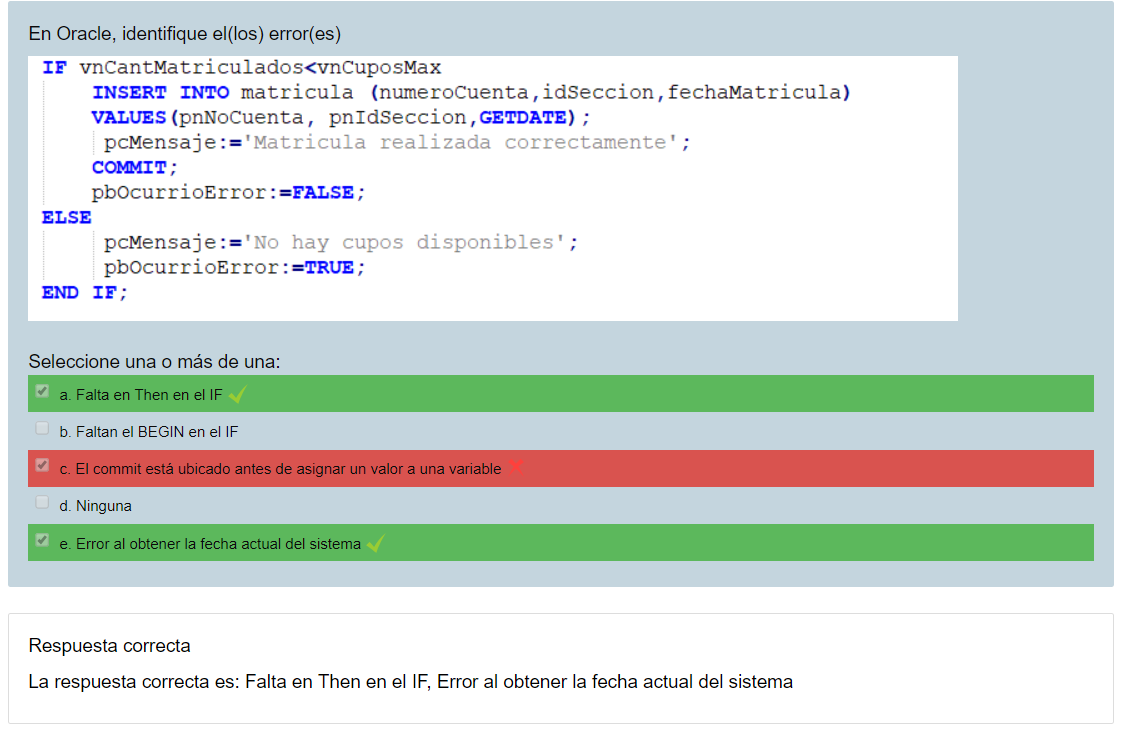 En Oracle, identifique el(los) error(es)
IF vnCantMatriculados<vnCuposMax
INSERT INTO matricula (numeroCuenta,idSeccion,fechaMatricula)
VALUES(pnNoCuenta, pnIdSeccion,GETDATE);
pcMensaje:='Matricula realizada correctamente';
COMMIT;
pbOcurrioError:=FALSE;
ELSE
pcMensaje:='No hay cupos disponibles';
pbOcurrioError:=TRUE;
END IF;
Seleccione una o más de una:
a. Falta en Then en el IF
b. Faltan el BEGIN en el IF
c. El commit está ubicado antes de asignar un valor a una variable
d. Ninguna
e. Error al obtener la fecha actual del sistema
Respuesta correcta
La respuesta correcta es: Falta en Then en el IF, Error al obtener la fecha actual del sistema